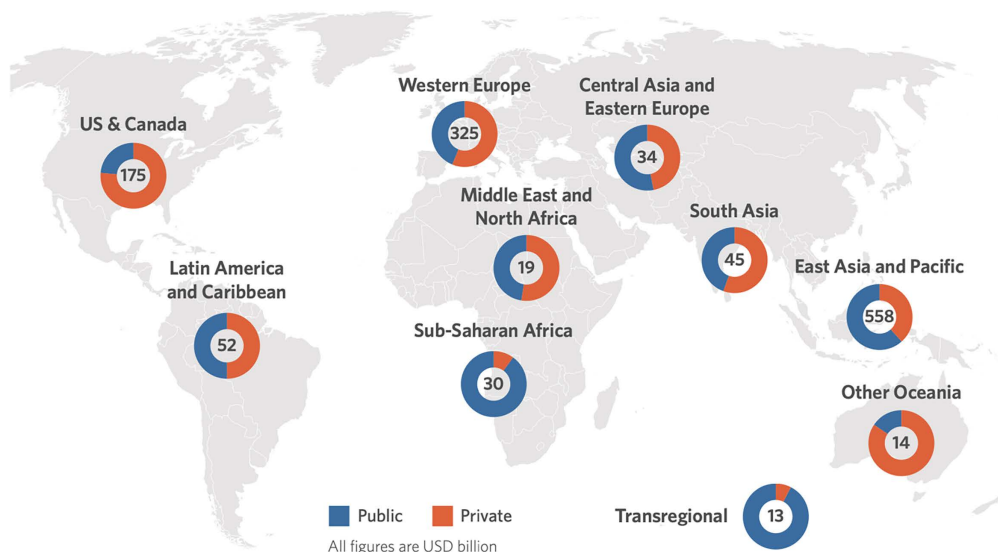 Western Europe
325
Central Asia and
Eastern Europe
34
US & Canada
175
Middle East and
North Africa
19
South Asia
45
Latin America
and Caribbean
52
East Asia and Pacific
558
Sub-Saharan Africa
30
Other Oceania
14
Public
Private
Transregional
13
All figures are USD billion